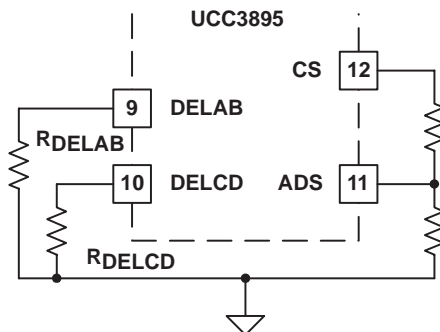 UCC3895
CS 12
9 DELAB
RDELAB
10 DELCD
ADS 11
RDELCD